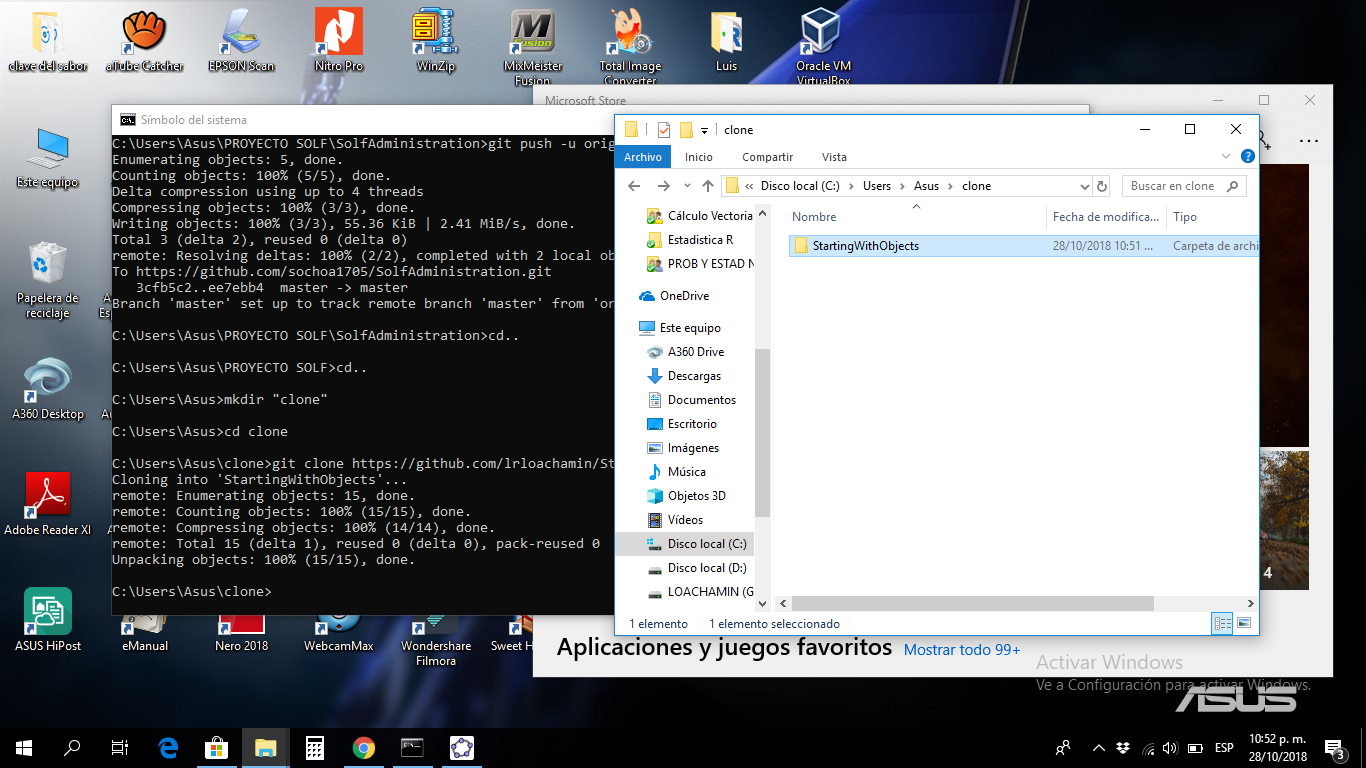 clave del sabor
aTube Catcher
EPSON Scan
Nitro Pro
WinZip
MixMeister
Fusion
Total Image
Converter
Luis
Oracle VM
VirtualBox
Este equipo
Papelera de
reciclaje
A360 Desktop
Adobe Reader XI
ASUS HiPost
eManual
Nero 2018
WebcamMax
Wondershare
Filmora
Sweet H
Microsoft Store
Símbolo del sistema
C:\Users\Asus\PROYECTO SOLF\SolfAdministration>git push -u orig
Enumerating objects: 5, done.
Counting objects: 100% (5/5), done.
Delta compression using up to 4 threads
Compressing objects: 100% (3/3), done.
Writing objects: 100% (3/3), 55.36 KiB | 2.41 MiB/s, done.
Total 3 (delta 2), reused 0 (delta 0)
remote: Resolving deltas: 100% (2/2), completed with 2 local ob
To https://github.com/sochoa1705/SolfAdministration.git
   3cfb5c2..ee7ebb4  master -> master
Branch 'master' set up to track remote branch 'master' from 'or
C:\Users\Asus\PROYECTO SOLF\SolfAdministration>cd..
C:\Users\Asus\PROYECTO SOLF>cd..
C:\Users\Asus>mkdir "clone"
C:\Users\Asus>cd clone
C:\Users\Asus\clone>git clone https://github.com/lrloachamin/St
Cloning into 'StartingWithObjects'...
remote: Enumerating objects: 15, done.
remote: Counting objects: 100% (15/15), done.
remote: Compressing objects: 100% (14/14), done.
remote: Total 15 (delta 1), reused 0 (delta 0), pack-reused 0
Unpacking objects: 100% (15/15), done.
C:\Users\Asus\clone>
clone
Archivo Inicio Compartir Vista
« Disco local (C:) > Users > Asus > clone
Buscar en clone
Nombre Fecha de modifica... Tipo
StartingWithObjects 28/10/2018 10:51 ... Carpeta de archi
Cálculo Vectoria
Estadistica R
PROB Y ESTAD N
OneDrive
Este equipo
A360 Drive
Descargas
Documentos
Escritorio
Imágenes
Música
Objetos 3D
Vídeos
Disco local (C:)
Disco local (D:)
LOACHAMIN (G
1 elemento 1 elemento seleccionado
4
Aplicaciones y juegos favoritos Mostrar todo 99+
Activar Windows
Ve a Configuración para activar Windows.
ASUS
ESP
10:52 p. m.
28/10/2018
3